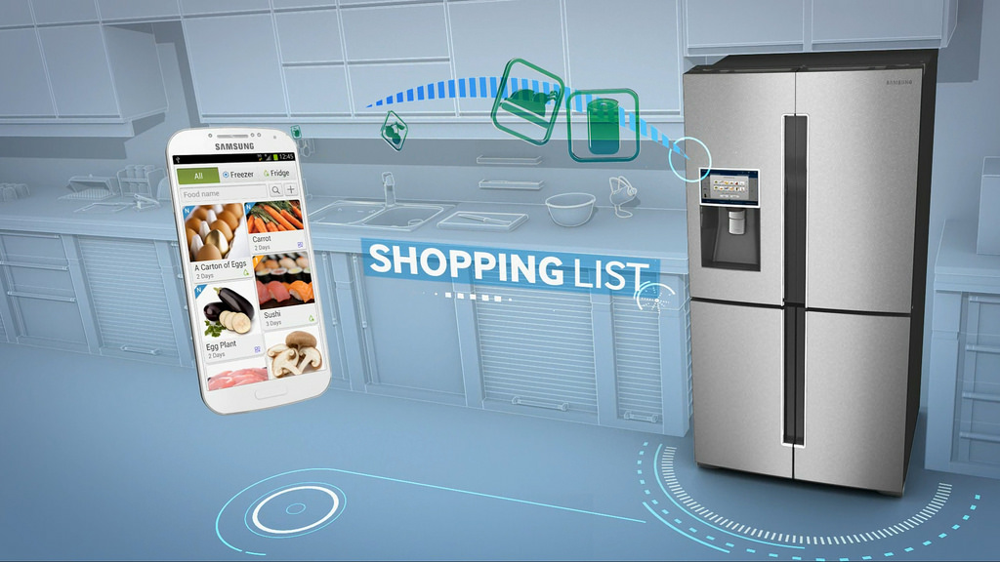 SAMSUNG
12:45
All
Freezer
Fridge
Food name
A Carton of Eggs
2 Days
Carrot
2 Days
Egg Plant
2 Days
Sushi
3 Days
SHOPPING LIST
SAMSUNG